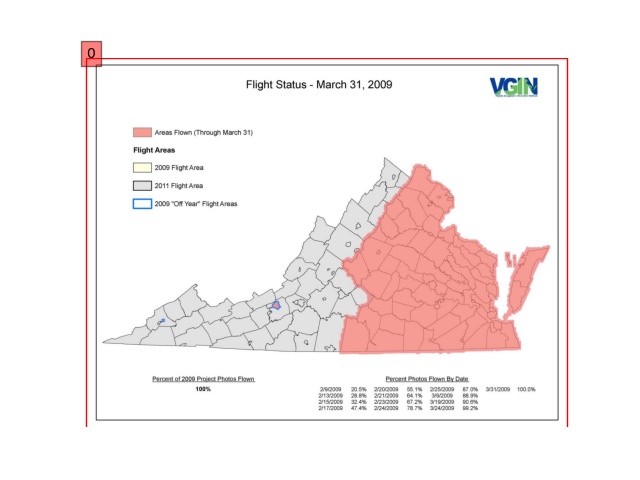 0
Flight Status - March 31, 2009
VGIN
Areas Flown (Through March 31)
Flight Areas
2009 Flight Area
2011 Flight Area
2009 "Off Year" Flight Areas
Percent of 2009 Project Photos Flown
100%
Percent Photos Flown By Date
2/9/2009 20.5% 2/20/2009 55.1% 2/25/2009 87.0% 3/31/2009 100.0%
2/13/2009 28.8% 2/21/2009 64.1% 3/9/2009 88.9%
2/15/2009 32.4% 2/23/2009 67.2% 3/19/2009 90.6%
2/17/2009 47.4% 2/24/2009 78.7% 3/24/2009 99.2%